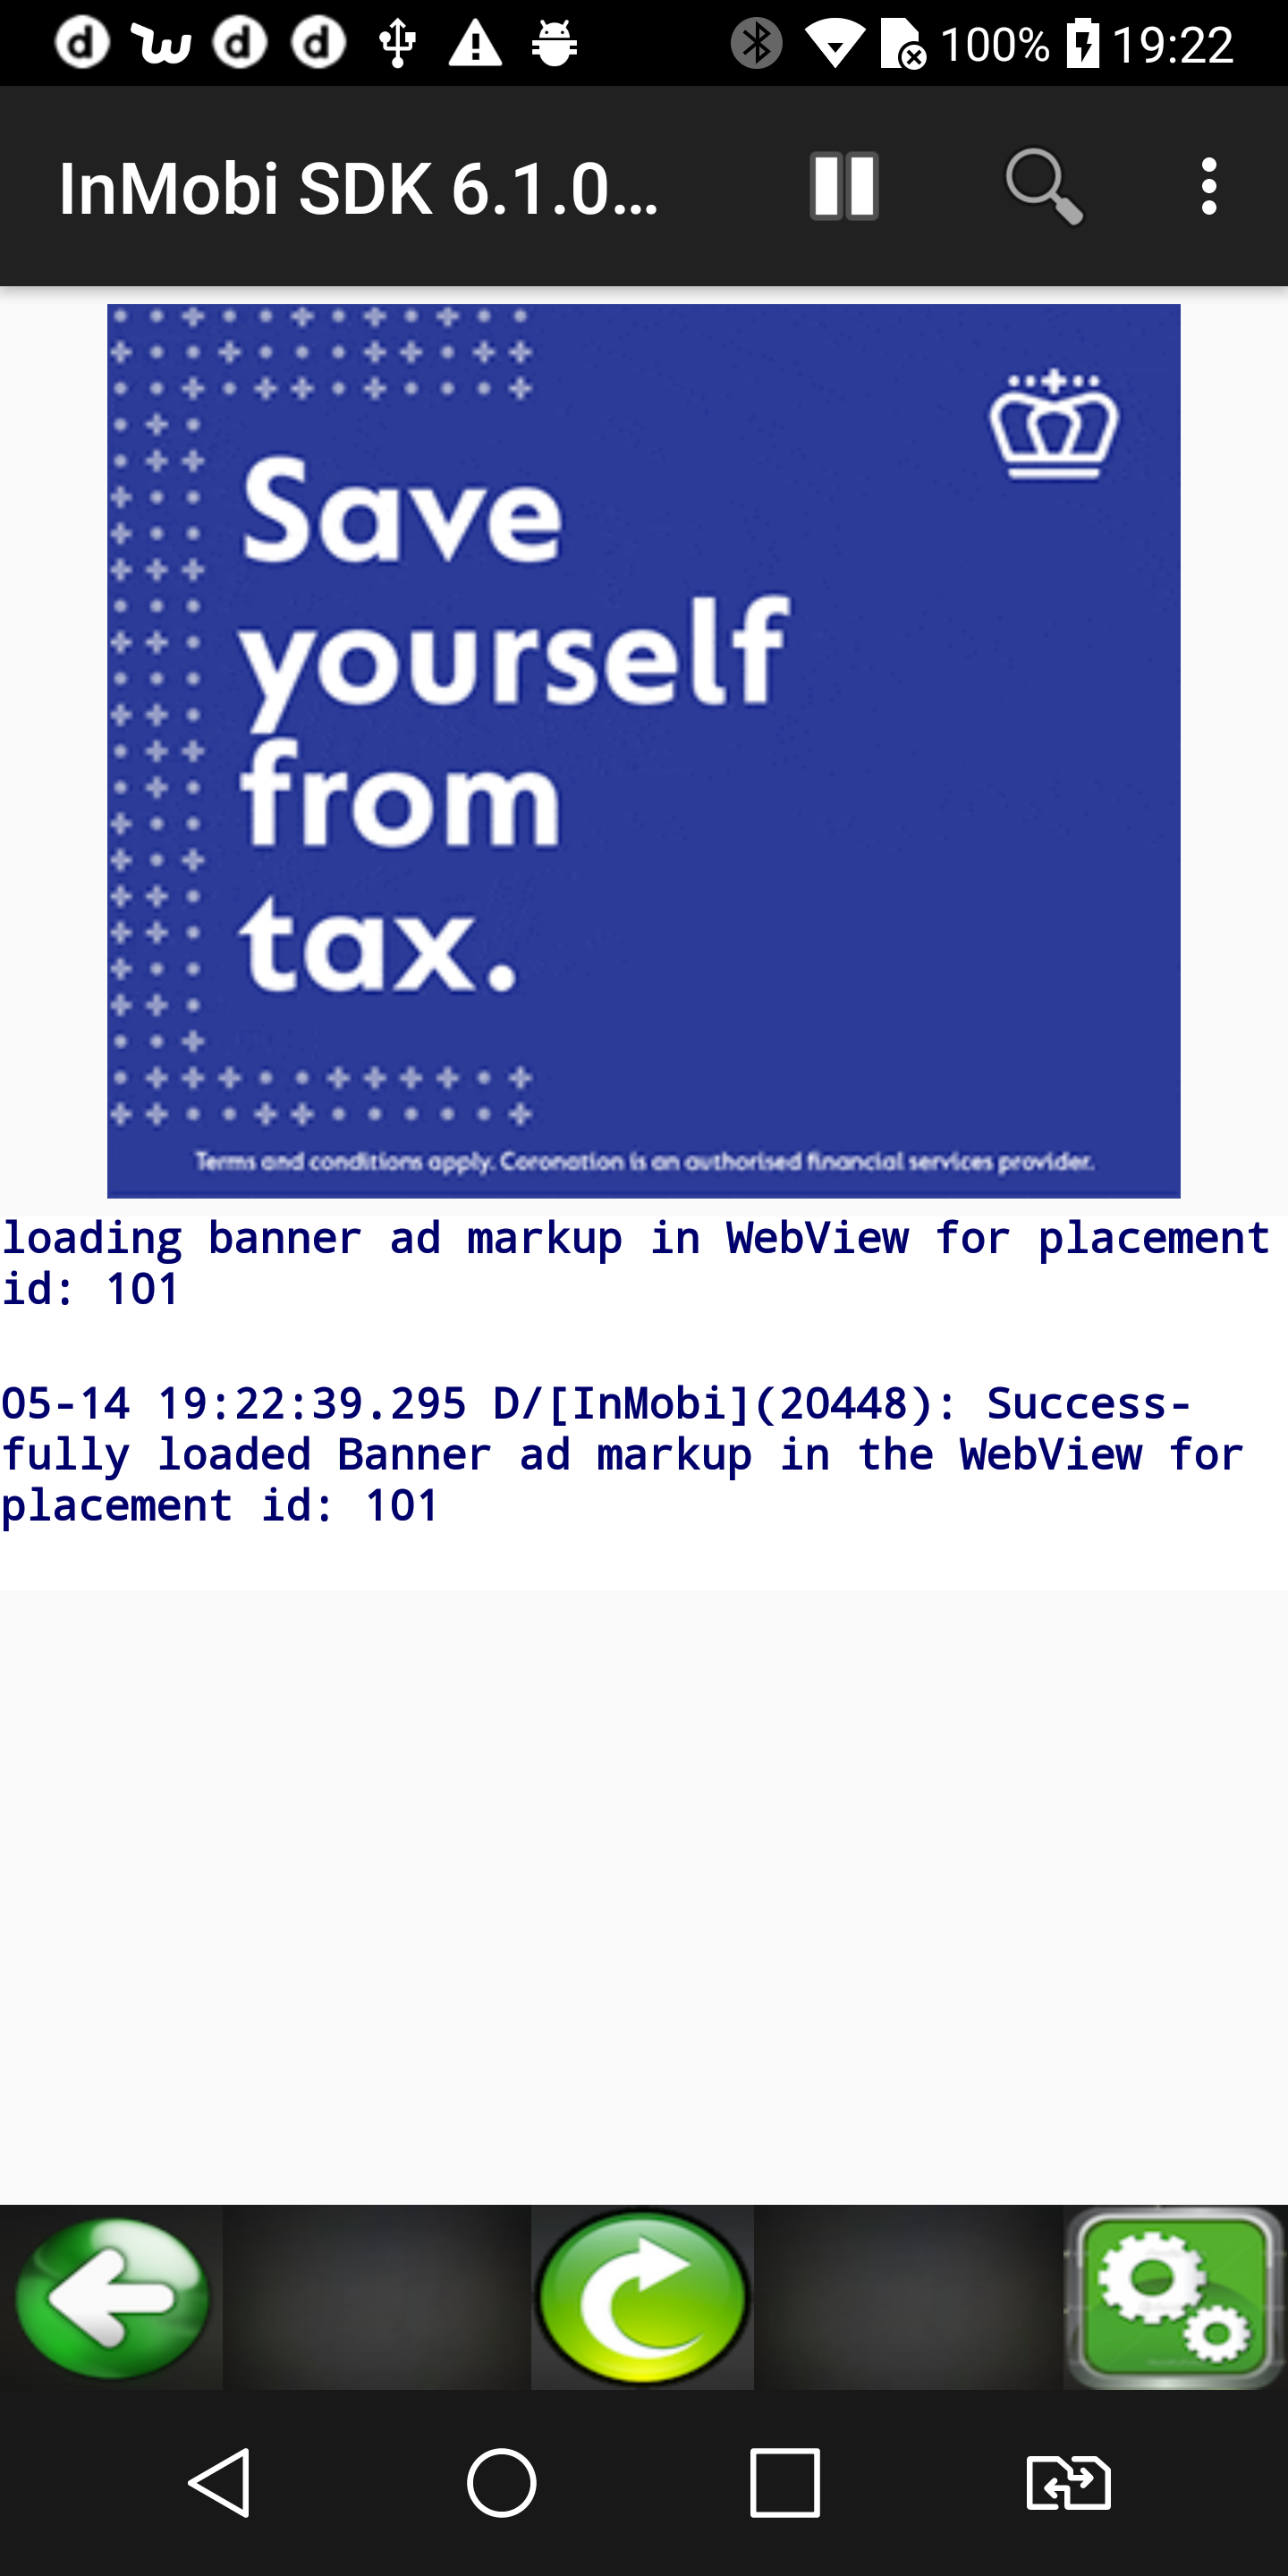 100% 19:22
InMobi SDK 6.1.0...
Save
yourself
from
tax.
Terms and conditions apply. Coronation is an authorised financial services provider.
loading banner ad markup in WebView for placement
id: 101
05-14 19:22:39.295 D/[InMobi](20448): Success-
fully loaded Banner ad markup in the WebView for
placement id: 101